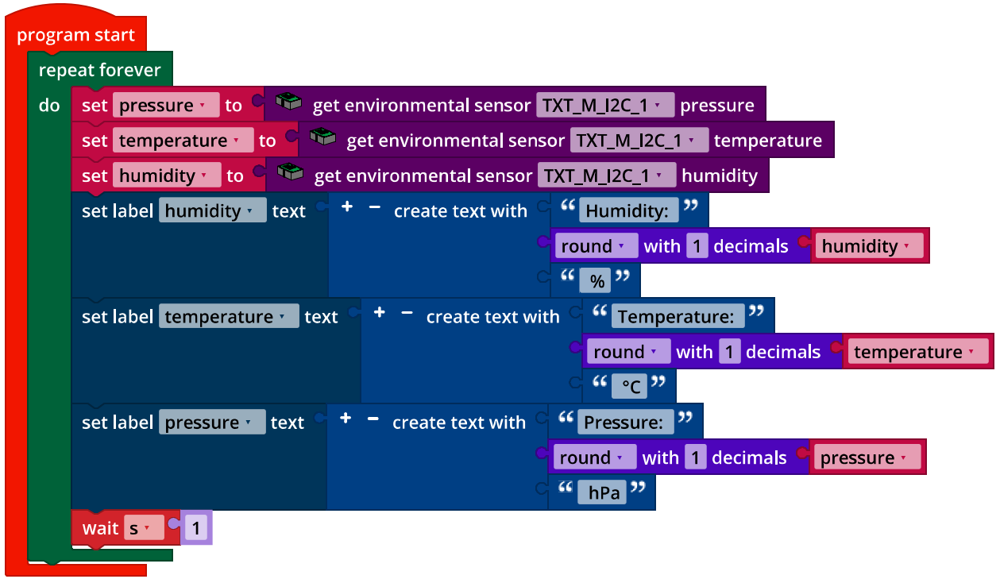 program start
repeat forever
do set pressure to get environmental sensor TXT_M_I2C_1 pressure
set temperature to get environmental sensor TXT_M_I2C_1 temperature
set humidity to get environmental sensor TXT_M_I2C_1 humidity
set label humidity text + − create text with “ Humidity: ”
round with 1 decimals humidity
“ % ”
set label temperature text + − create text with “ Temperature: ”
round with 1 decimals temperature
“ °C ”
set label pressure text + − create text with “ Pressure: ”
round with 1 decimals pressure
“ hPa ”
wait s 1